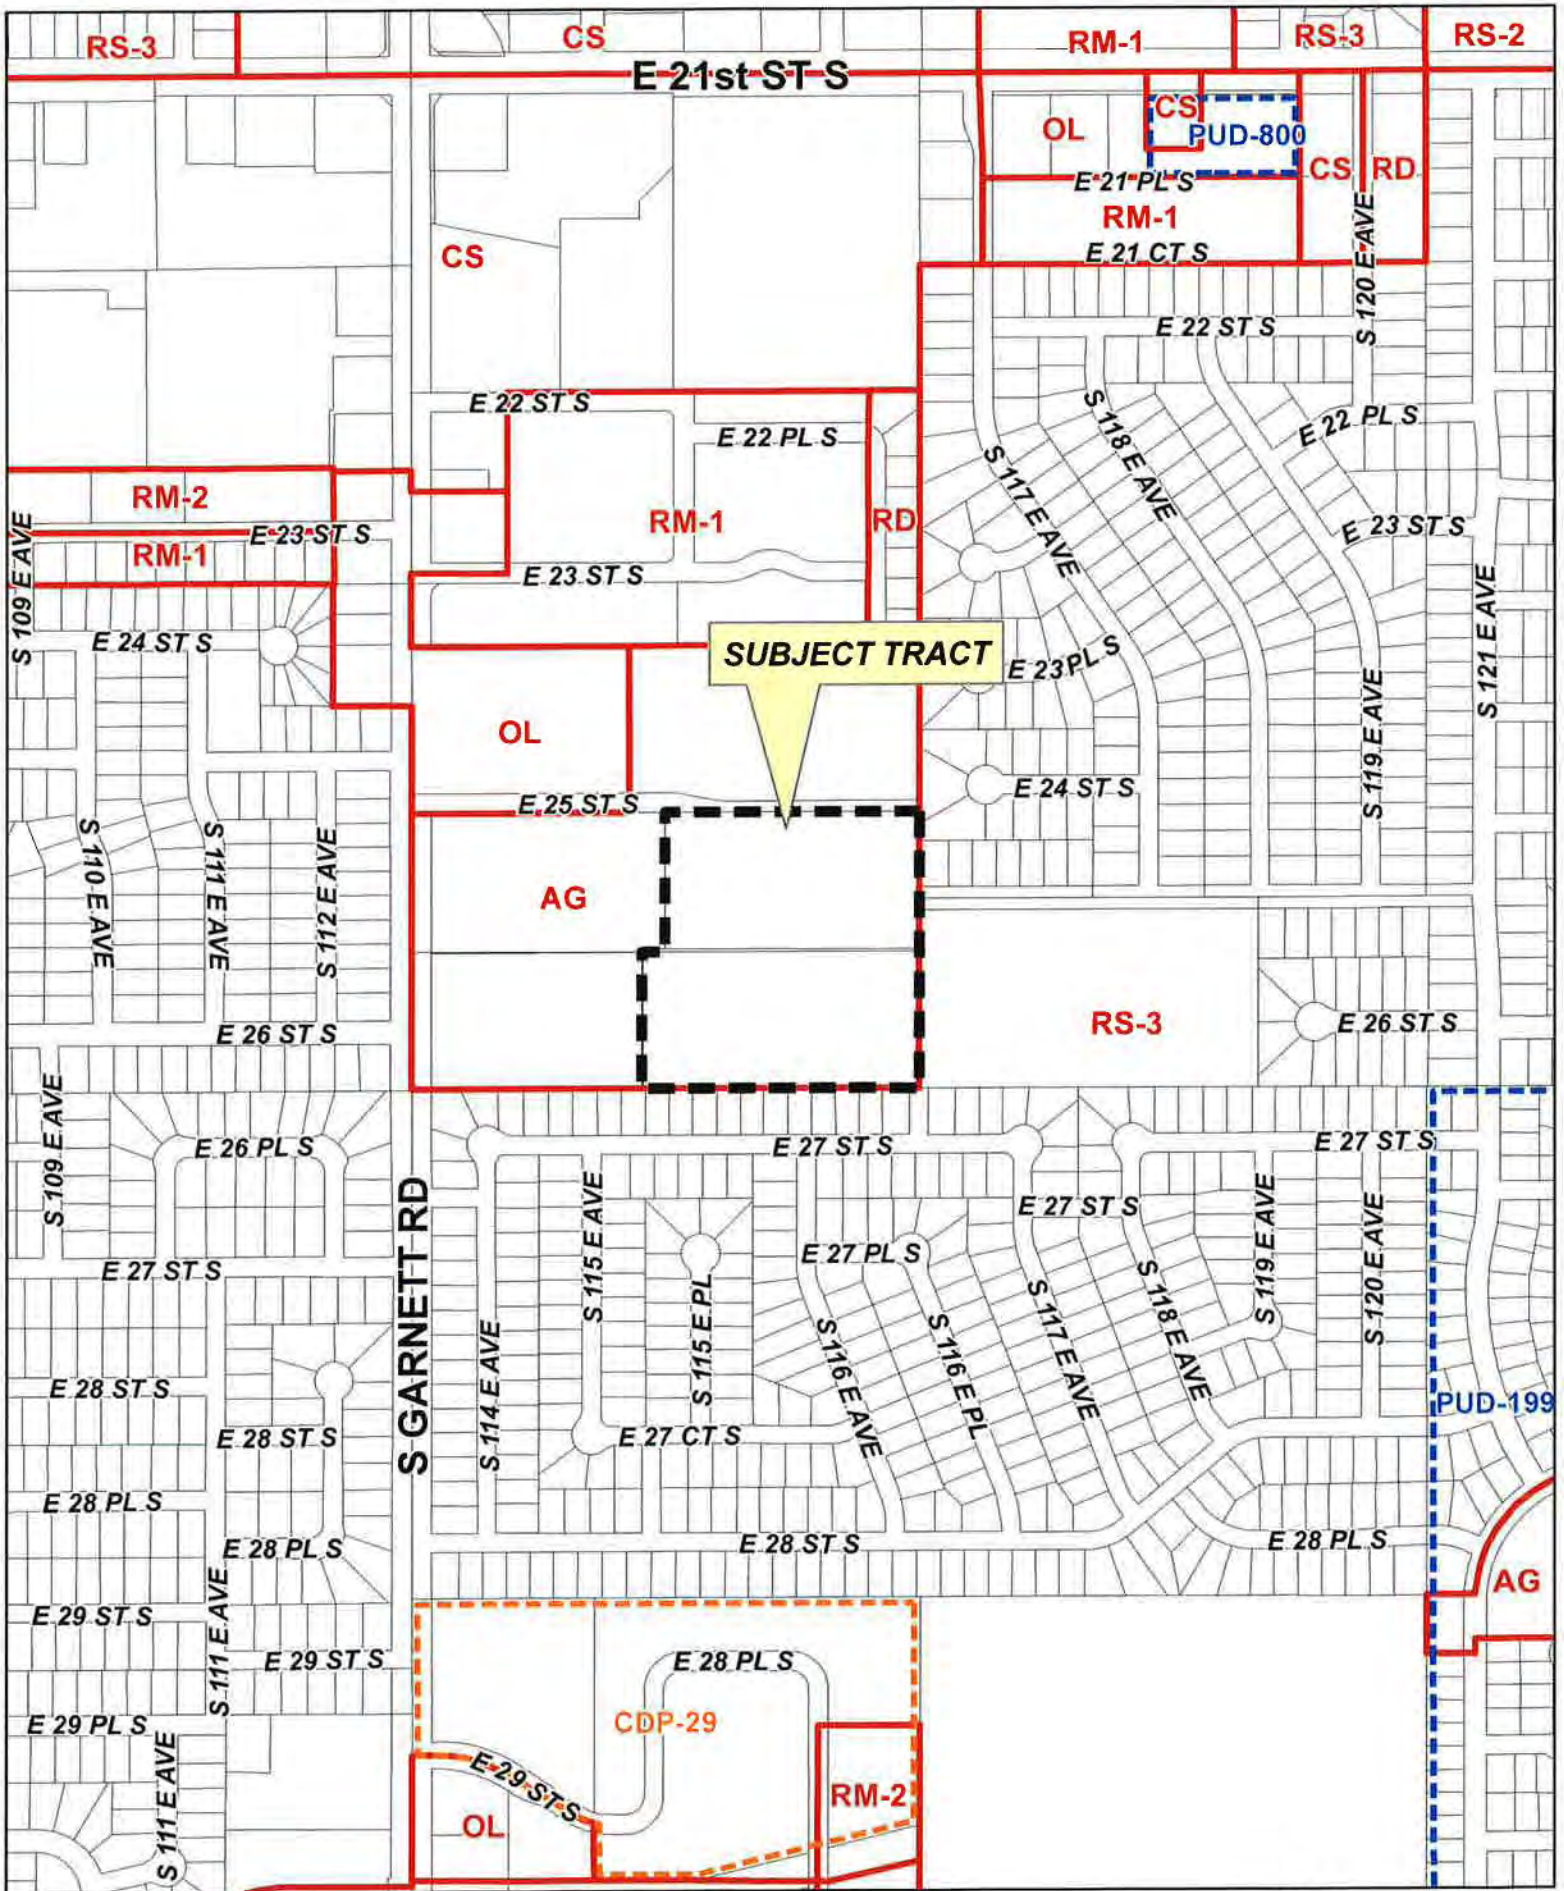 RS-3
CS
RM-1
RS-3
RS-2
E 21st ST S
CS
PUD-800
OL
CS
RD
E 21 PL S
RM-1
E 21 CT S
CS
S 120 E AVE
E 22 ST S
E 22 ST S
E 22 PL S
S 118 E AVE
E 22 PL S
S 117 E AVE
RM-2
RM-1
RD
E 23 ST S
E 23 ST S
RM-1
E 23 ST S
S 109 E AVE
S 121 E AVE
E 24 ST S
SUBJECT TRACT
E 23 PL S
S 119 E AVE
OL
E 24 ST S
E 25 ST S
S 110 E AVE
S 111 E AVE
S 112 E AVE
AG
RS-3
E 26 ST S
E 26 ST S
S 109 E AVE
E 26 PL S
E 27 ST S
E 27 ST S
S GARNETT RD
S 115 E AVE
E 27 ST S
S 119 E AVE
S 120 E AVE
E 27 PL S
E 27 ST S
S 115 E PL
S 114 E AVE
S 116 E AVE
S 116 E PL
S 117 E AVE
S 118 E AVE
E 28 ST S
PUD-199
E 28 ST S
E 27 CT S
E 28 PL S
E 28 PL S
E 28 ST S
E 28 PL S
AG
S 111 E AVE
E 29 ST S
E 29 ST S
E 28 PL S
E 29 PL S
CDP-29
S 111 E AVE
E 29 ST S
RM-2
OL